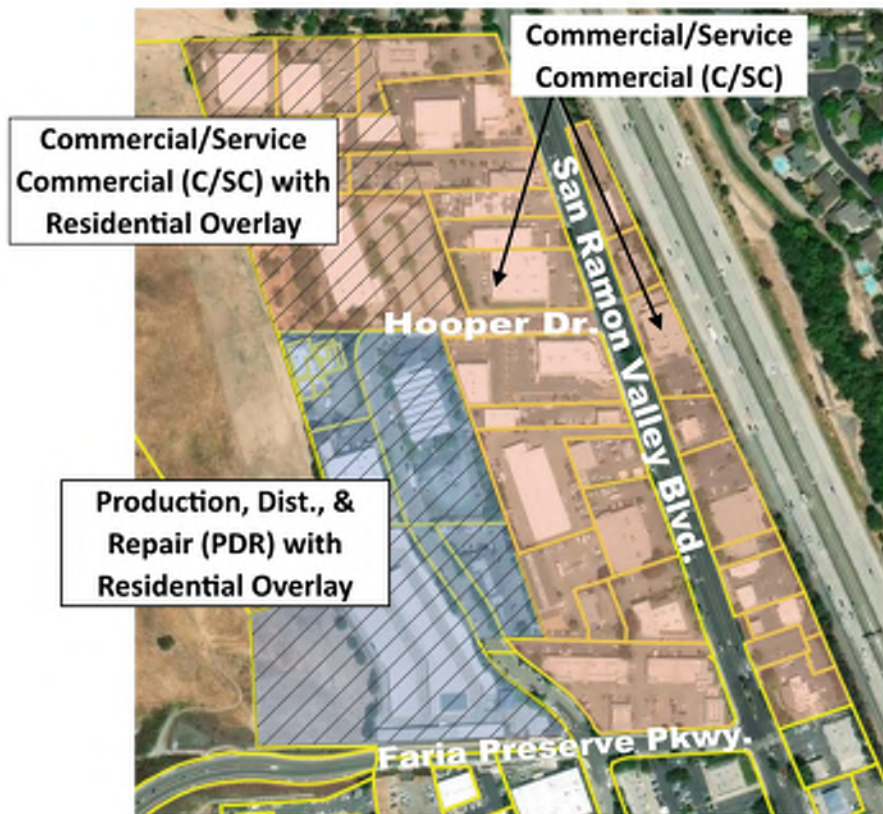 Commercial/Service
Commercial (C/SC)
Commercial/Service
Commercial (C/SC) with
Residential Overlay
San Ramon Valley Blvd.
Hooper Dr.
Production, Dist., &
Repair (PDR) with
Residential Overlay
Faria Preserve Pkwy.